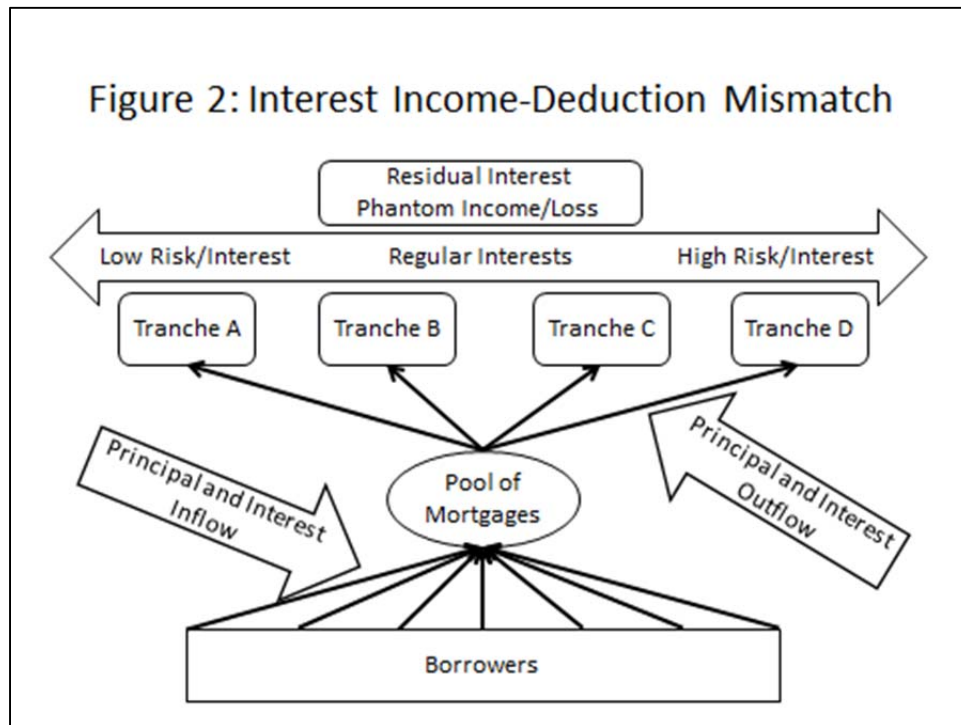 Figure 2: Interest Income-Deduction Mismatch
Residual Interest
Phantom Income/Loss
Low Risk/Interest
Regular Interests
High Risk/Interest
Tranche A
Tranche B
Tranche C
Tranche D
Principal and Interest
Inflow
Pool of
Mortgages
Principal and Interest
Outflow
Borrowers